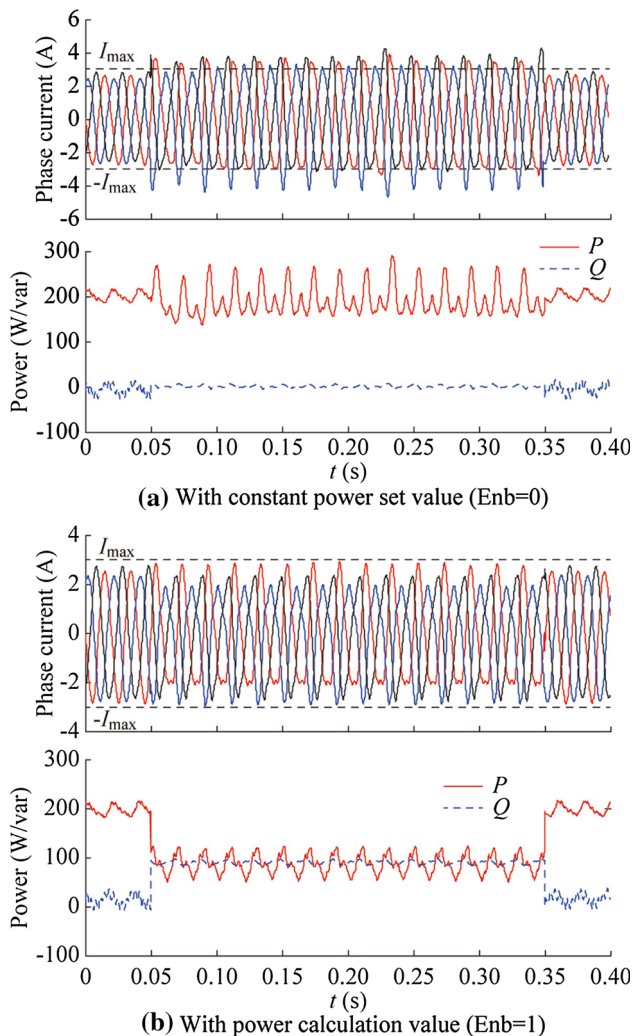 6
I max
4
2
0
-2
-4
-I max
-6
Phase current (A)
300
P
Q
200
100
0
-100
Power (W/var)
0 0.05 0.10 0.15 0.20 0.25 0.30 0.35 0.40
t (s)
(a) With constant power set value (Enb=0)
4
I max
2
0
-2
-I max
-4
Phase current (A)
300
P
Q
200
100
0
-100
Power (W/var)
0 0.05 0.10 0.15 0.20 0.25 0.30 0.35 0.40
t (s)
(b) With power calculation value (Enb=1)